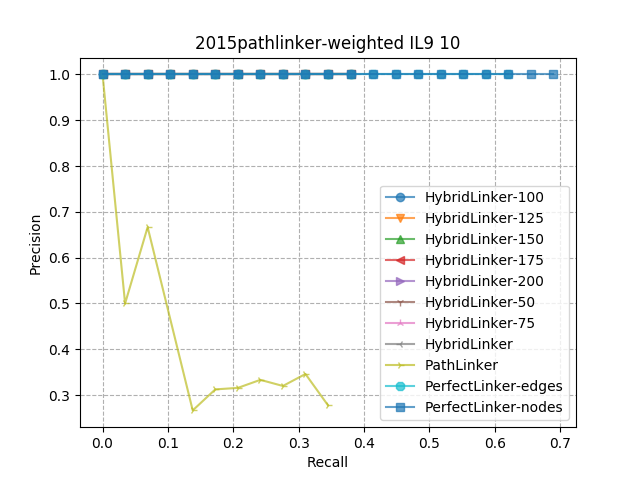 2015pathlinker-weighted IL9 10
1.0
0.9
0.8
0.7
0.6
0.5
0.4
0.3
Precision
HybridLinker-100
HybridLinker-125
HybridLinker-150
HybridLinker-175
HybridLinker-200
HybridLinker-50
HybridLinker-75
HybridLinker
PathLinker
PerfectLinker-edges
PerfectLinker-nodes
0.0 0.1 0.2 0.3 0.4 0.5 0.6 0.7
Recall